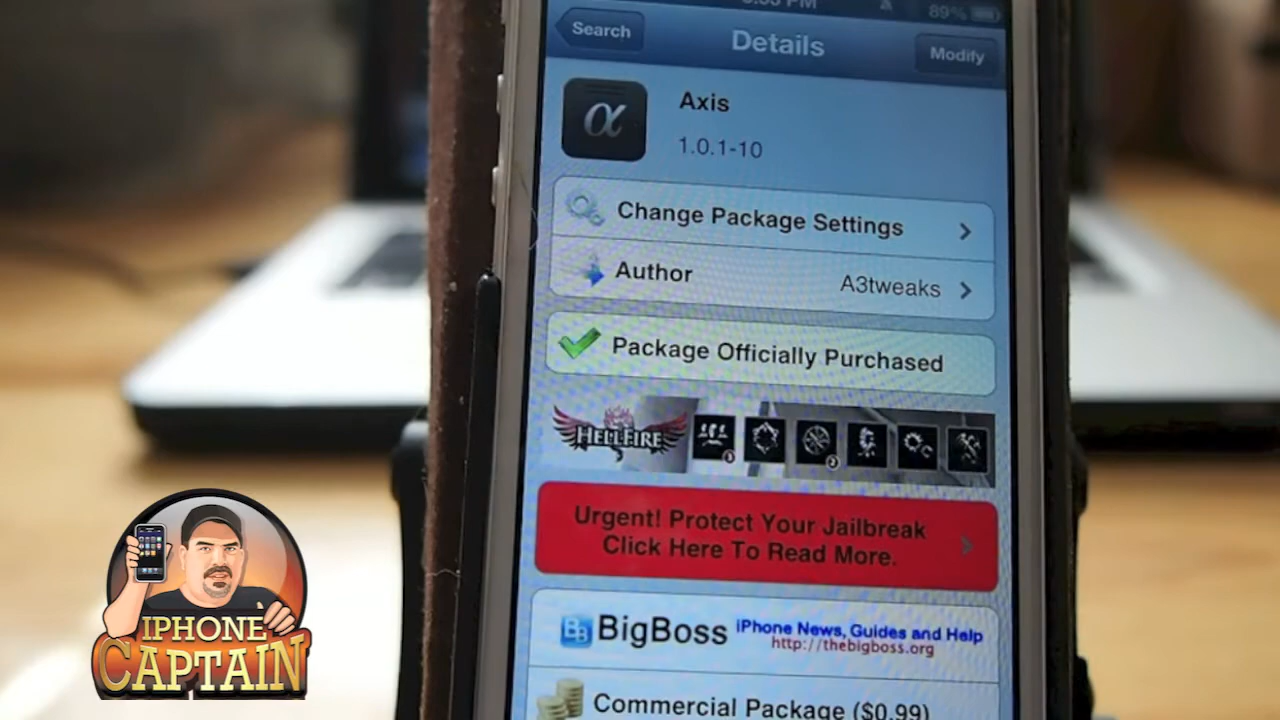 89%
Search
Details
Modify
α
Axis
1.0.1-10
Change Package Settings
Author
A3tweaks
Package Officially Purchased
HELLFIRE
Urgent! Protect Your Jailbreak
Click Here To Read More.
BB
BigBoss
iPhone News, Guides and Help
http://thebigboss.org
Commercial Package ($0.99)
IPHONE
CAPTAIN